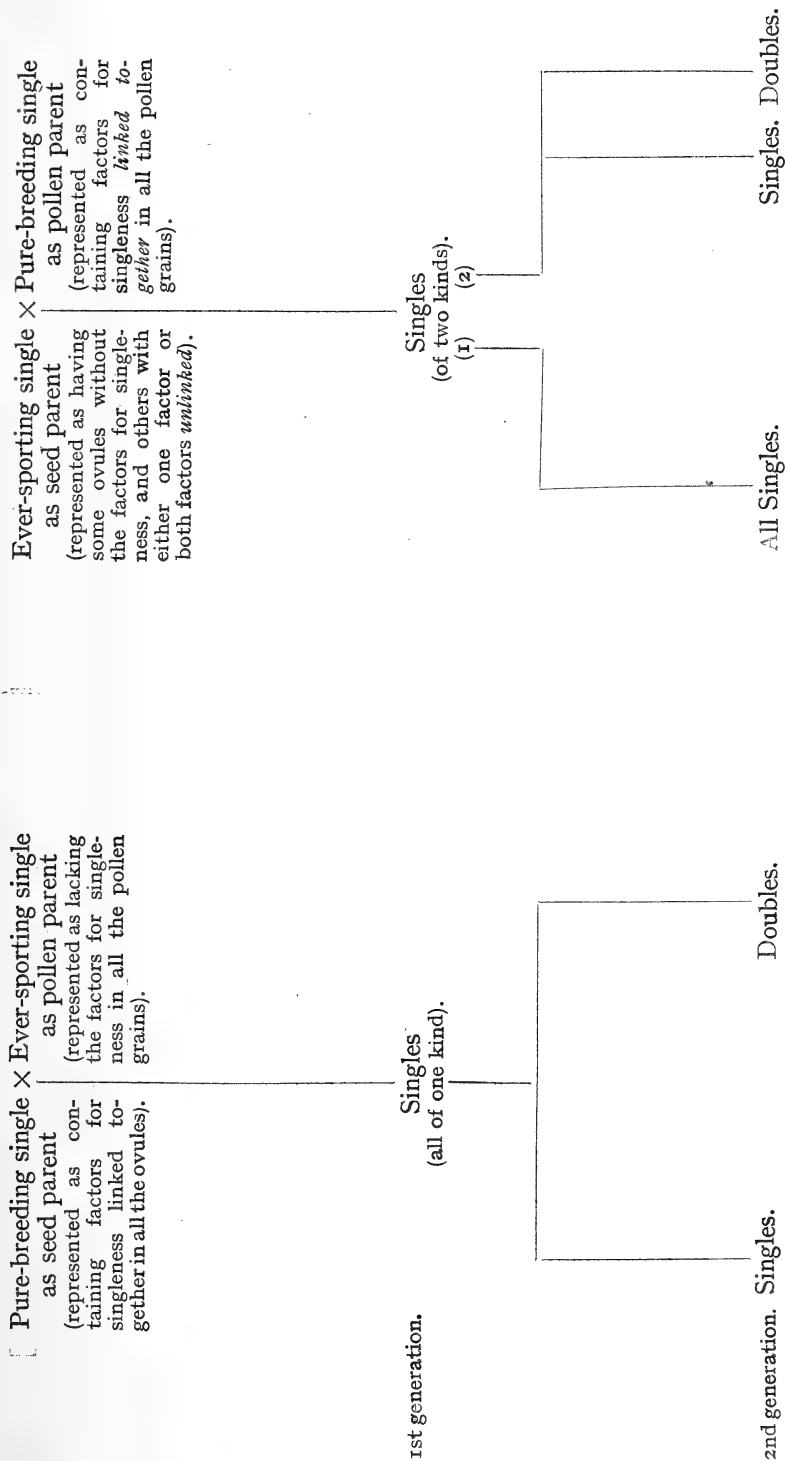 Pure-breeding single × Ever-sporting single
as seed parent
(represented as con-
taining factors for
singleness linked to-
gether in all the ovules).
as pollen parent
(represented as lacking
the factors for single-
ness in all the pollen
grains).
1st generation.
Singles
(all of one kind).
2nd generation. Singles. Doubles.
Ever-sporting single × Pure-breeding single
as seed parent
(represented as having
some ovules without
the factors for single-
ness, and others with
either one factor or
both factors unlinked).
as pollen parent
(represented as con-
taining factors for
singleness linked to-
gether in all the pollen
grains).
Singles
(of two kinds).
(1) (2)
All Singles. Singles. Doubles.